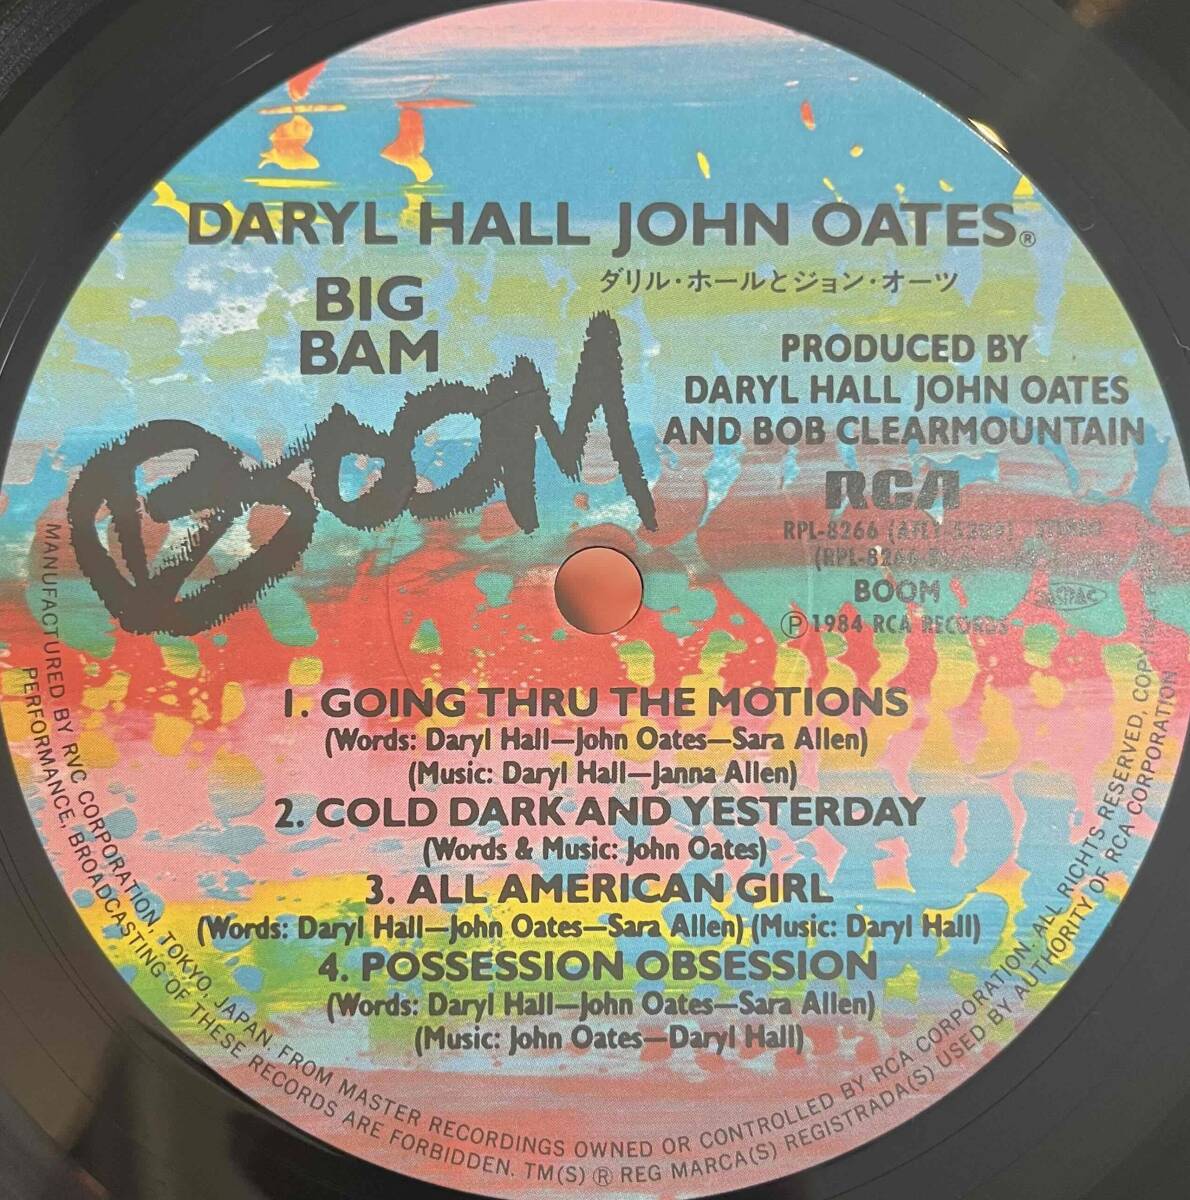 DARYL HALL JOHN OATES®
ダリル・ホールとジョン・オーツ
BIG
BAM
BOOM
PRODUCED BY
DARYL HALL JOHN OATES
AND BOB CLEARMOUNTAIN
RCA
RPL-8266 STEREO
BOOM
Ⓟ1984 RCA RECORDS
1. GOING THRU THE MOTIONS
(Words: Daryl Hall—John Oates—Sara Allen)
(Music: Daryl Hall—Janna Allen)
2. COLD DARK AND YESTERDAY
(Words & Music: John Oates)
3. ALL AMERICAN GIRL
(Words: Daryl Hall—John Oates—Sara Allen) (Music: Daryl Hall)
4. POSSESSION OBSESSION
(Words: Daryl Hall—John Oates—Sara Allen)
(Music: John Oates—Daryl Hall)
MANUFACTURED BY RVC CORPORATION, TOKYO, JAPAN. FROM MASTER RECORDINGS OWNED OR CONTROLLED BY RCA CORPORATION. ALL RIGHTS RESERVED,
PERFORMANCE, BROADCASTING OF THESE RECORDS ARE FORBIDDEN. TM(S) ® REG MARCA(S) REGISTRADA(S) USED BY AUTHORITY OF RCA CORPORATION